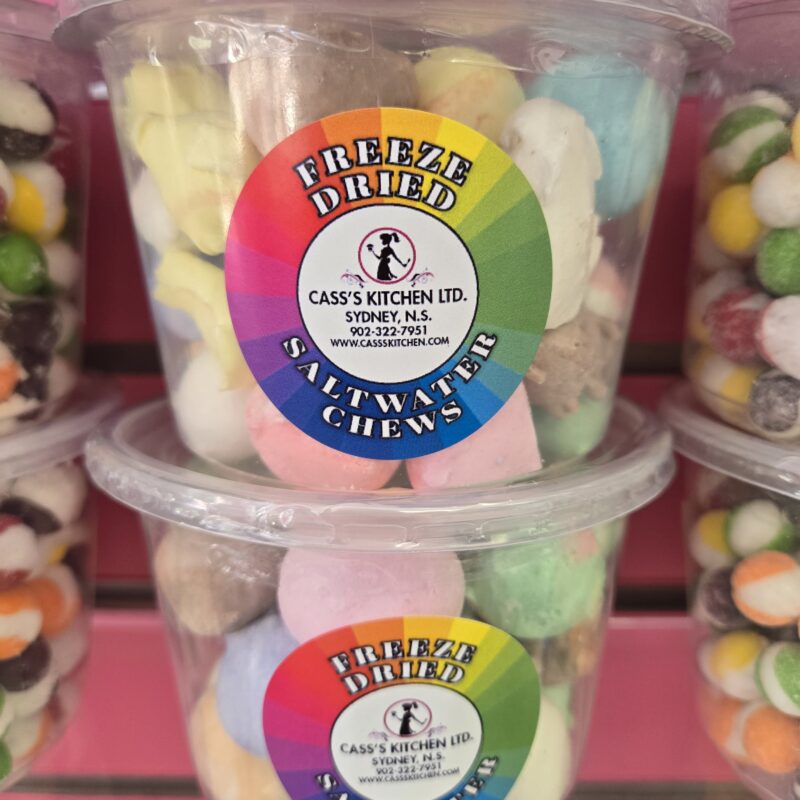 FREEZE
DRIED
CASS'S KITCHEN LTD.
SYDNEY, N.S.
902-322-7951
WWW.CASSSKITCHEN.COM
SALTWATER
CHEWS
FREEZE
DRIED
CASS'S KITCHEN LTD.
SYDNEY, N.S.
902-322-7951
WWW.CASSSKITCHEN.COM
SALTWATER